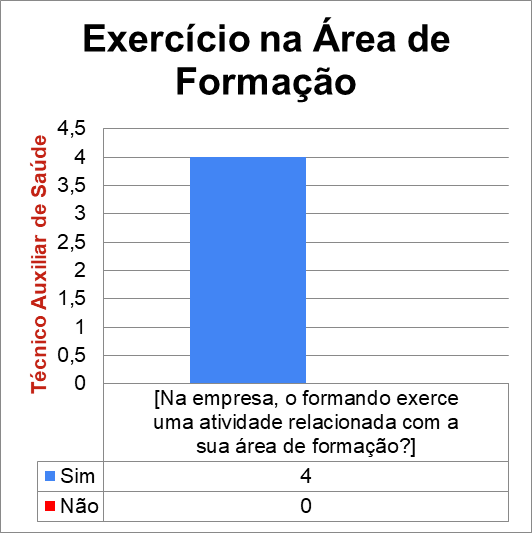 Exercício na Área de
Formação
Técnico Auxiliar de Saúde
4,5
4
3,5
3
2,5
2
1,5
1
0,5
0
[Na empresa, o formando exerce
uma atividade relacionada com a
sua área de formação?]
Sim 4
Não 0